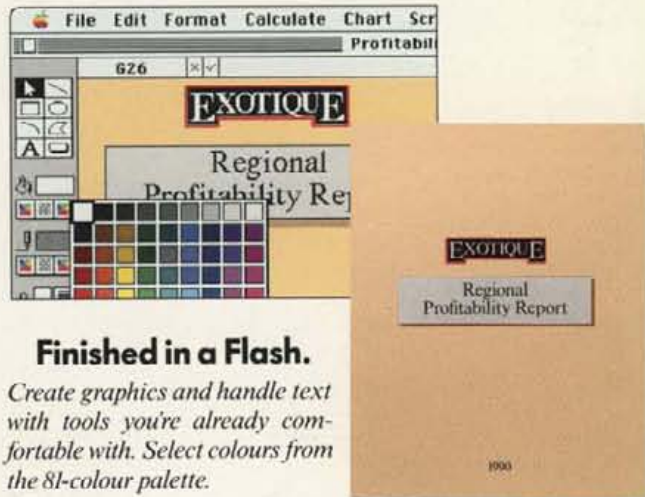 File Edit Format Calculate Chart Scr
Profitabili
G26
EXOTIQUE
Regional
Profitability Rep
A
EXOTIQUE
Regional
Profitability Report
1990
Finished in a Flash.
Create graphics and handle text
with tools you're already com-
fortable with. Select colours from
the 81-colour palette.